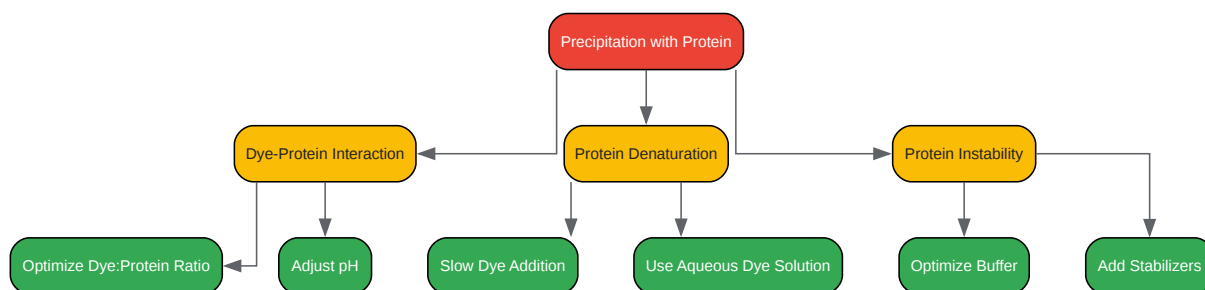 Precipitation with Protein
Dye-Protein Interaction
Protein Denaturation
Protein Instability
Optimize Dye:Protein Ratio
Adjust pH
Slow Dye Addition
Use Aqueous Dye Solution
Optimize Buffer
Add Stabilizers